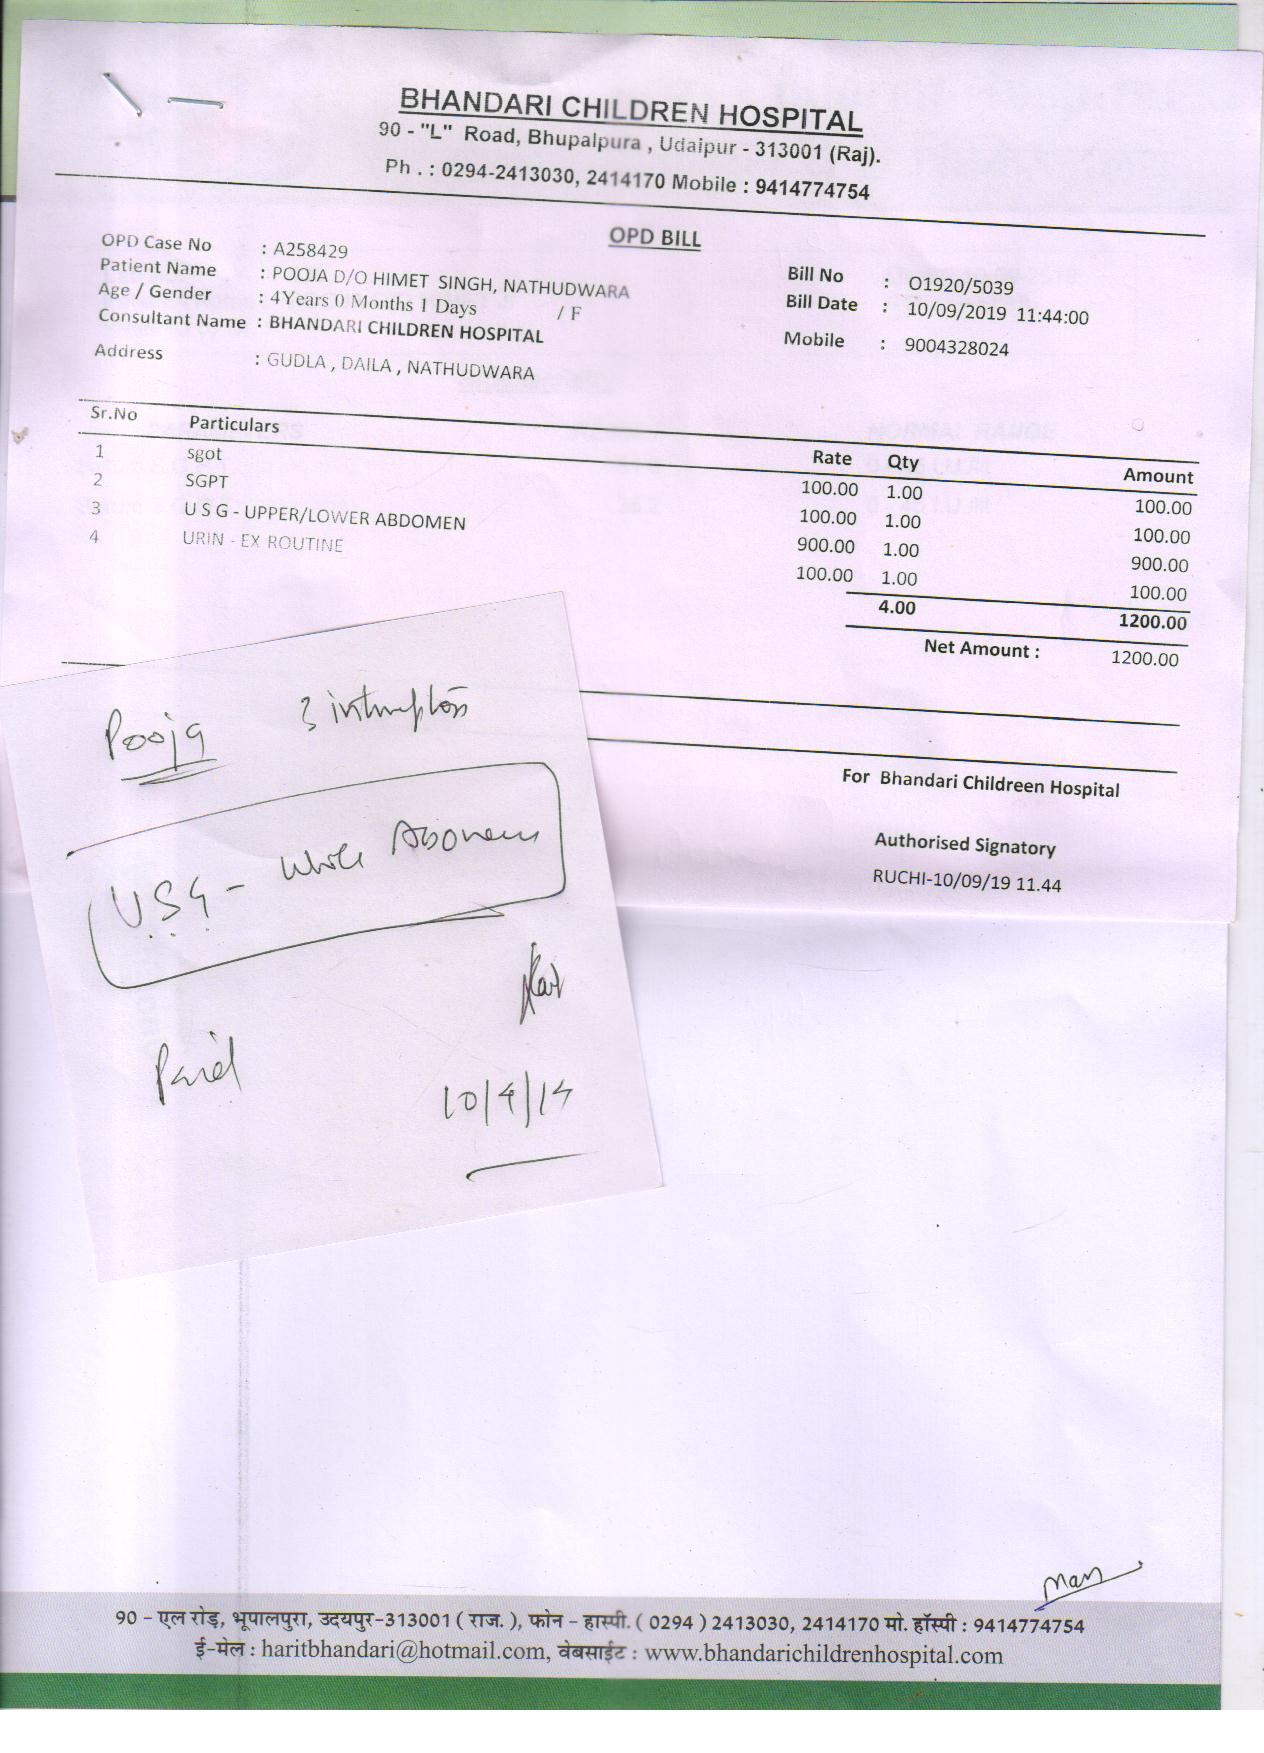 BHANDARI CHILDREN HOSPITAL
90 - "L" Road, Bhupalpura , Udaipur - 313001 (Raj).
Ph . : 0294-2413030, 2414170 Mobile : 9414774754
OPD BILL
OPD Case No : A258429
Patient Name : POOJA D/O HIMET SINGH, NATHUDWARA
Age / Gender : 4Years 0 Months 1 Days / F
Consultant Name : BHANDARI CHILDREN HOSPITAL
Address : GUDLA , DAILA , NATHUDWARA
Bill No : O1920/5039
Bill Date : 10/09/2019 11:44:00
Mobile : 9004328024
Sr.No Particulars Rate Qty Amount
1 sgot 100.00 1.00 100.00
2 SGPT 100.00 1.00 100.00
3 U S G - UPPER/LOWER ABDOMEN 900.00 1.00 900.00
4 URIN - EX ROUTINE 100.00 1.00 100.00
4.00 1200.00
Net Amount : 1200.00
For Bhandari Childreen Hospital
Authorised Signatory
RUCHI-10/09/19 11.44
Pooja
USG - Whole
Paid
90 - एल रोड़, भूपालपुरा, उदयपुर-313001 ( राज. ), फोन - हास्पी. ( 0294 ) 2413030, 2414170 मो. हॉस्पी : 9414774754
ई-मेल : haritbhandari@hotmail.com, वेबसाईट : www.bhandarichildrenhospital.com